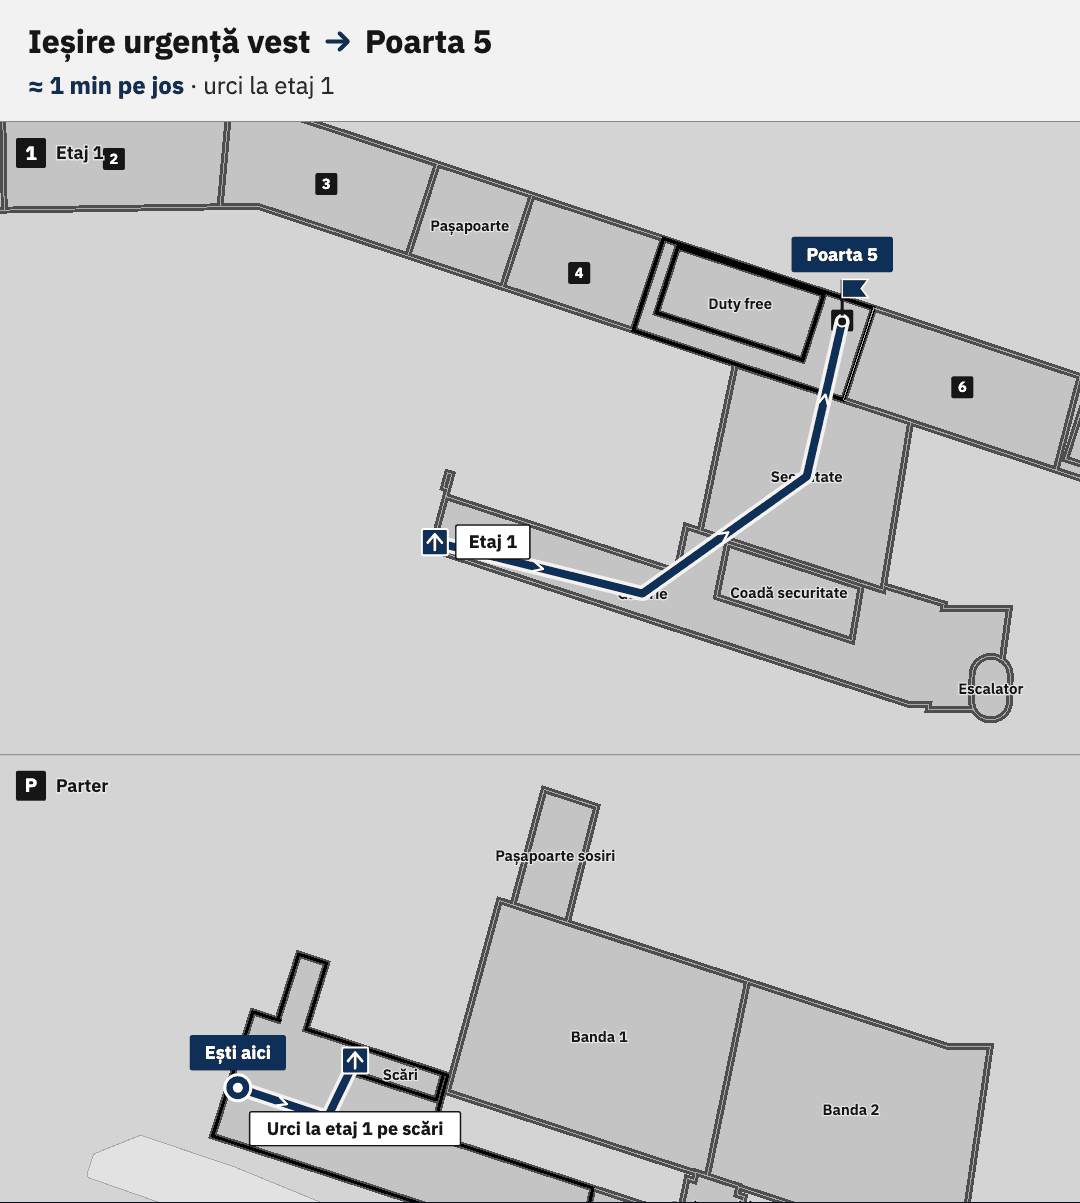 Ieșire urgență vest → Poarta 5
≈ 1 min pe jos · urci la etaj 1
1 Etaj 1
2
3
Pașapoarte
4
Duty free
Poarta 5
6
Securitate
Etaj 1
Coadă securitate
Escalator
P Parter
Pașapoarte sosiri
Banda 1
Ești aici
Scări
Banda 2
Urci la etaj 1 pe scări